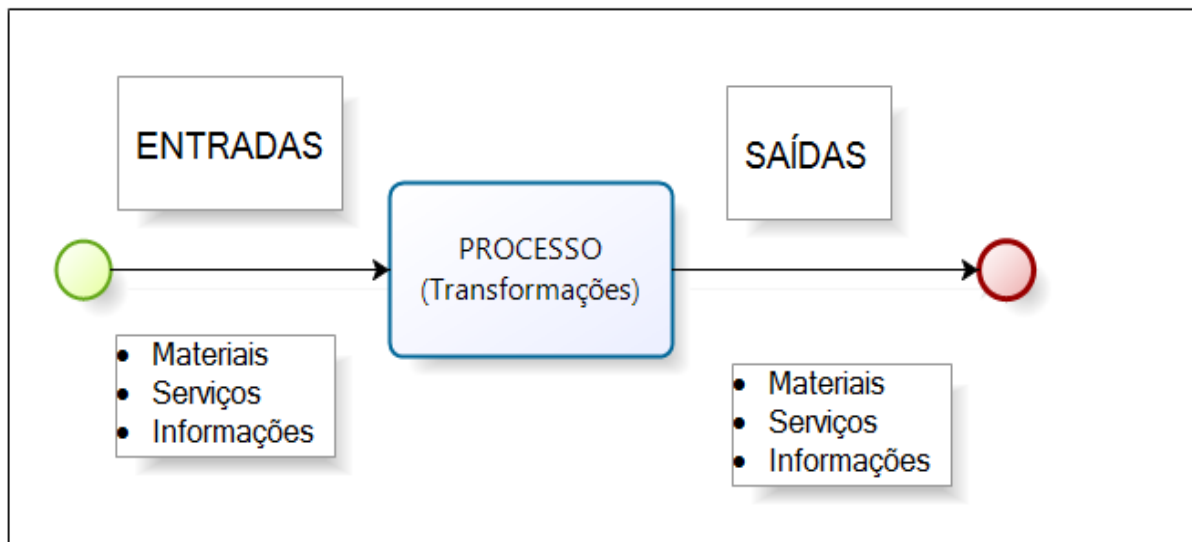 ENTRADAS
SAÍDAS
PROCESSO
(Transformações)
• Materiais
• Serviços
• Informações
• Materiais
• Serviços
• Informações